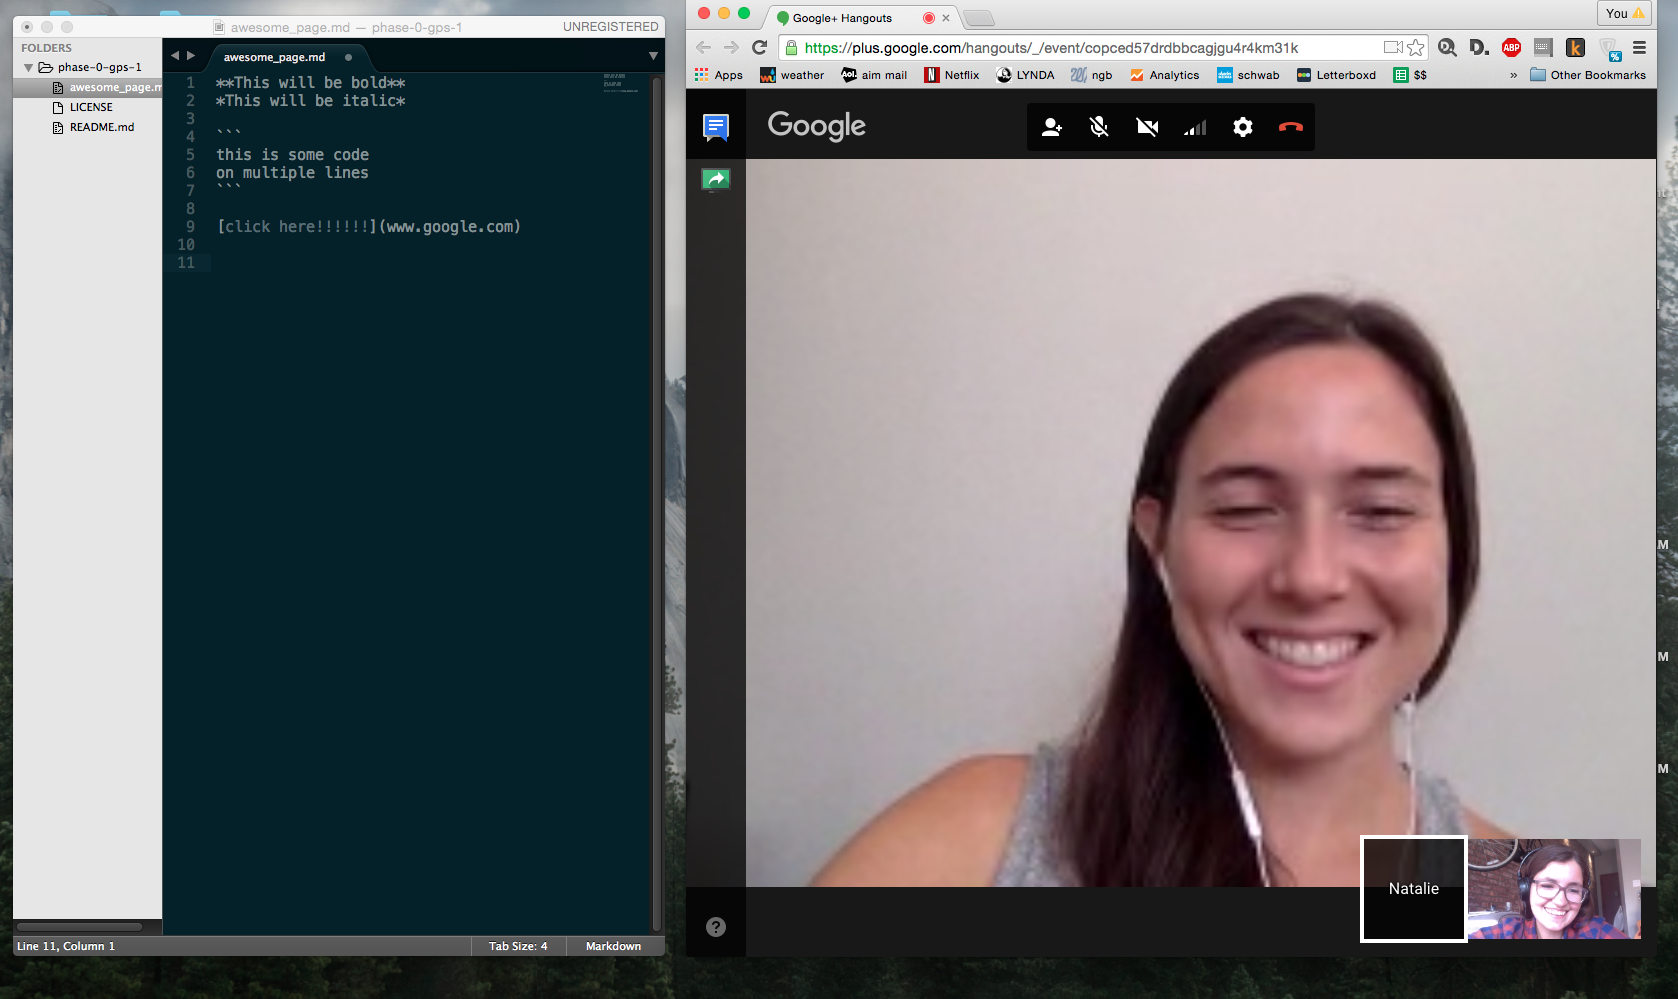 awesome_page.md — phase-0-gps-1
UNREGISTERED
FOLDERS
phase-0-gps-1
awesome_page.m
LICENSE
README.md
awesome_page.md
1 **This will be bold**
2 *This will be italic*
3
4 ```
5 this is some code
6 on multiple lines
7 ```
8
9 [click here!!!!!!](www.google.com)
10
11
Line 11, Column 1
Tab Size: 4
Markdown
Google+ Hangouts
You
https://plus.google.com/hangouts/_/event/copced57drdbbcagjgu4r4km31k
D.
ABP
k
%
Apps
weather
Aol.
aim mail
N
Netflix
LYNDA
ngb
Analytics
schwab
Letterboxd
$$
»
Other Bookmarks
Google
Natalie
?
M
M
M